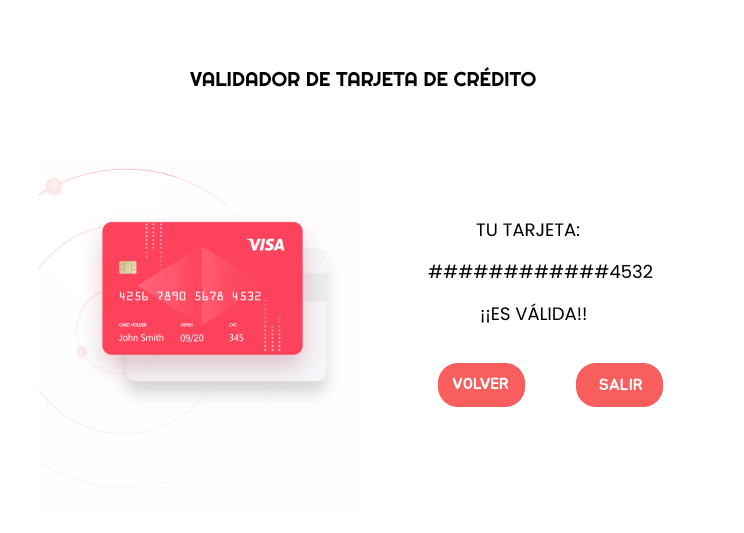 VALIDADOR DE TARJETA DE CRÉDITO
VISA
4256 7890 5678 4532
CARD HOLDER EXPIRES CVC
John Smith 09/20 345
TU TARJETA:
############4532
¡¡ES VÁLIDA!!
VOLVER SALIR